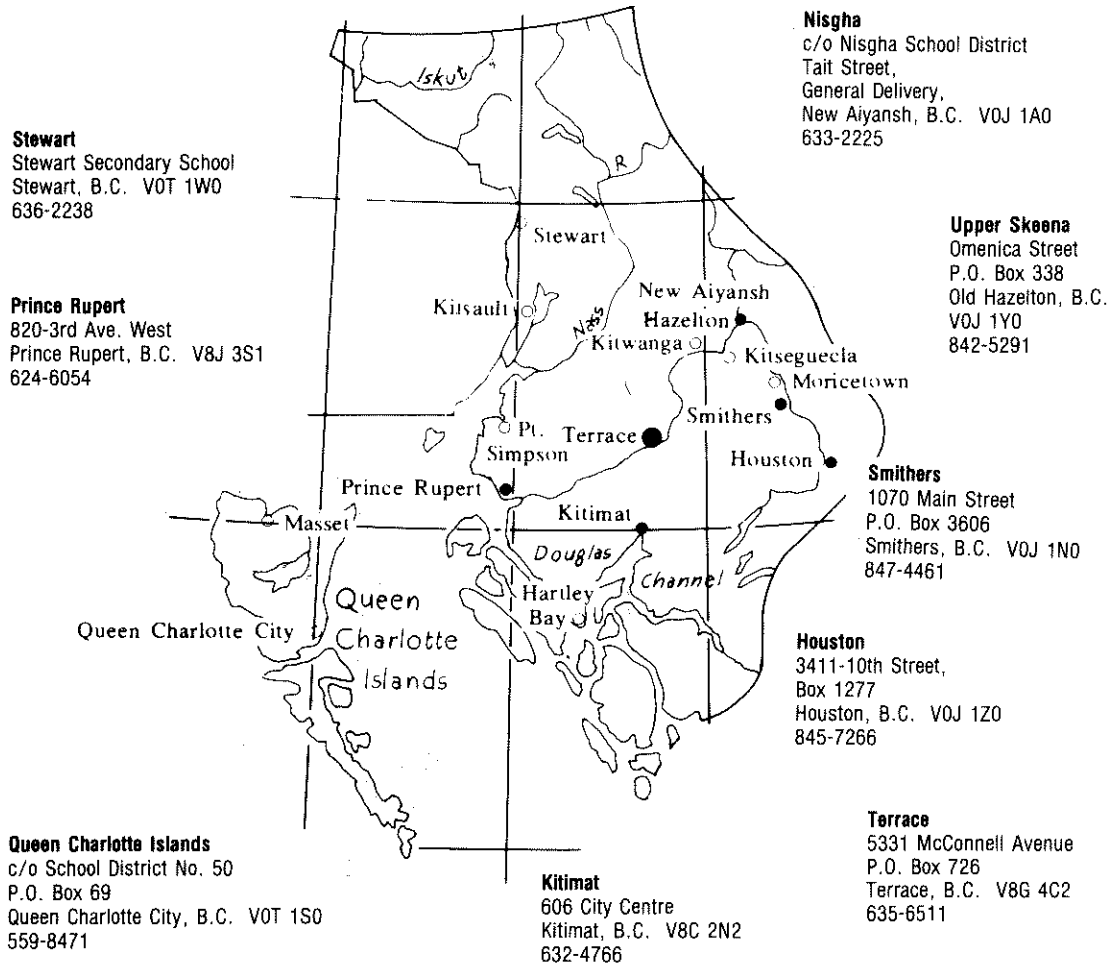 Nisgha
c/o Nisgha School District
Tait Street,
General Delivery,
New Aiyansh, B.C. V0J 1A0
633-2225
Stewart
Stewart Secondary School
Stewart, B.C. V0T 1W0
636-2238
Upper Skeena
Omenica Street
P.O. Box 338
Old Hazelton, B.C.
V0J 1Y0
842-5291
Prince Rupert
820-3rd Ave. West
Prince Rupert, B.C. V8J 3S1
624-6054
Iskut
R
Stewart
Kitsault
Nass
New Aiyansh
Hazelton
Kitwanga
Kitseguecla
Moricetown
Smithers
Pt.
Simpson
Terrace
Houston
Prince Rupert
Masset
Kitimat
Douglas
Channel
Hartley
Bay
Queen Charlotte City
Queen
Charlotte
Islands
Smithers
1070 Main Street
P.O. Box 3606
Smithers, B.C. V0J 1N0
847-4461
Houston
3411-10th Street,
Box 1277
Houston, B.C. V0J 1Z0
845-7266
Terrace
5331 McConnell Avenue
P.O. Box 726
Terrace, B.C. V8G 4C2
635-6511
Queen Charlotte Islands
c/o School District No. 50
P.O. Box 69
Queen Charlotte City, B.C. V0T 1S0
559-8471
Kitimat
606 City Centre
Kitimat, B.C. V8C 2N2
632-4766